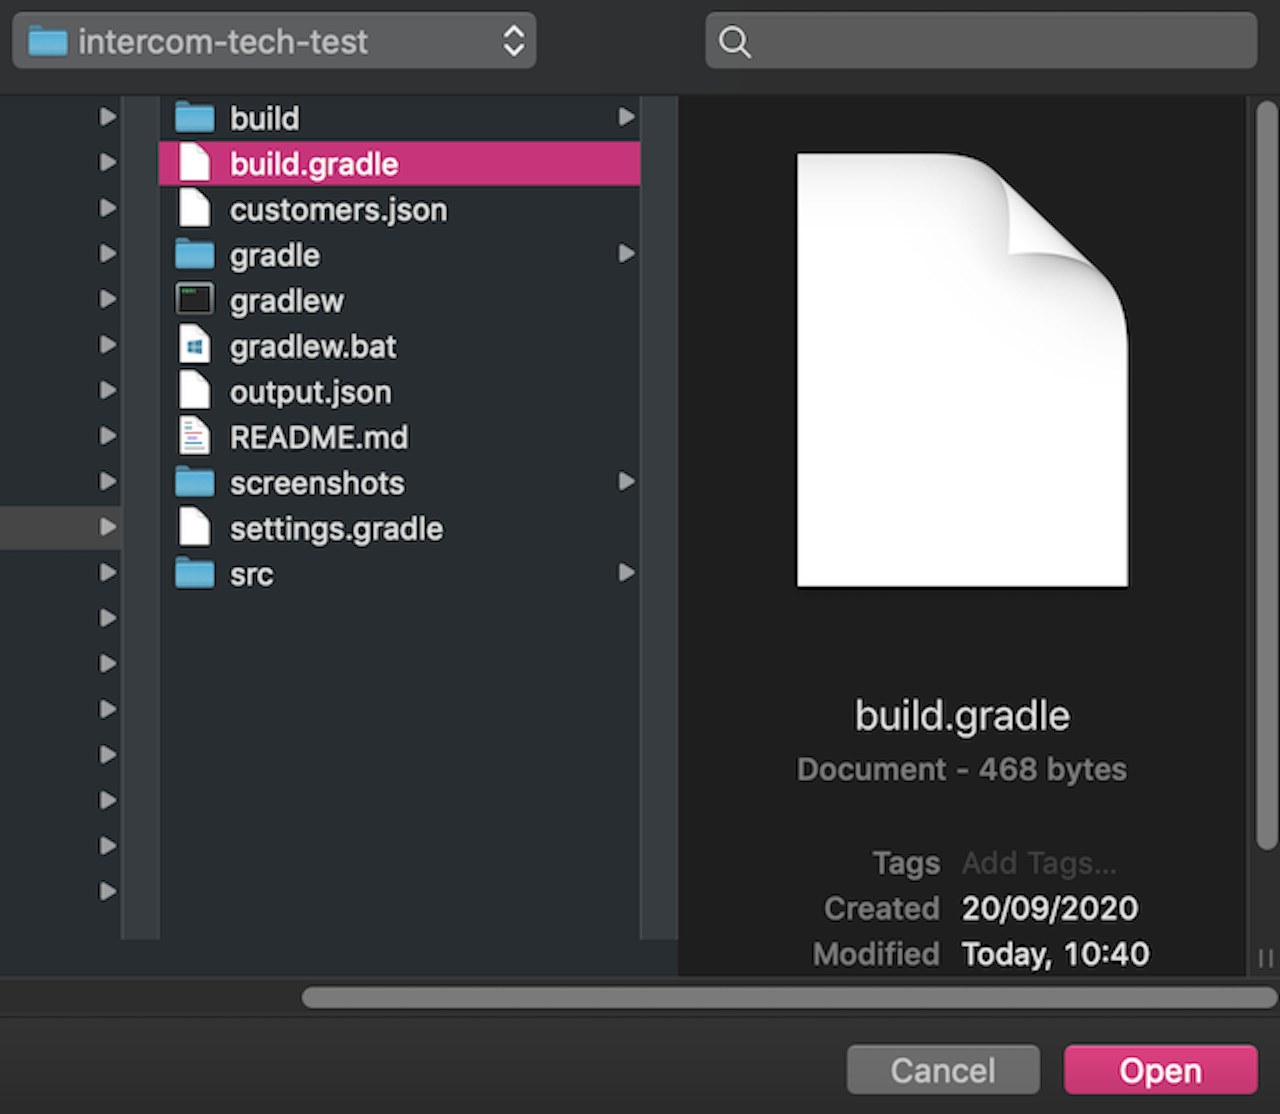 intercom-tech-test
build
build.gradle
customers.json
gradle
gradlew
gradlew.bat
output.json
README.md
screenshots
settings.gradle
src
build.gradle
Document - 468 bytes
Tags Add Tags...
Created 20/09/2020
Modified Today, 10:40
Cancel Open